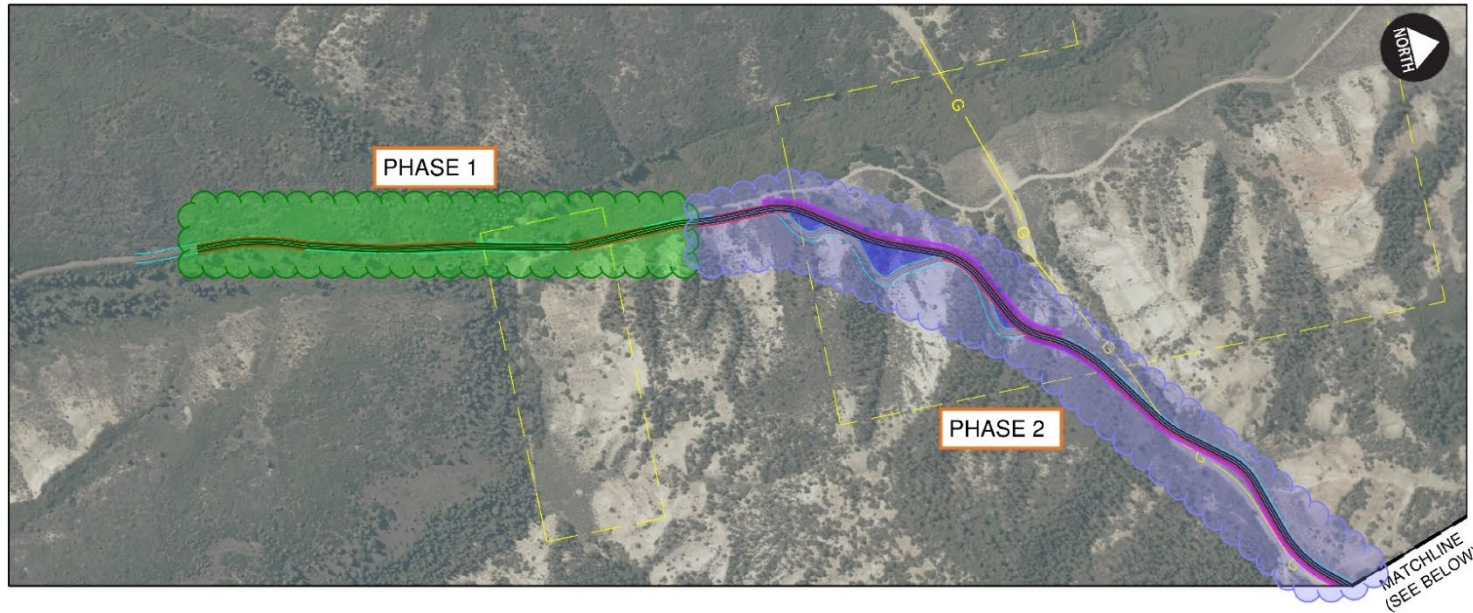 NORTH
PHASE 1
G
G
G
PHASE 2
G
G
MATCHLINE
(SEE BELOW)